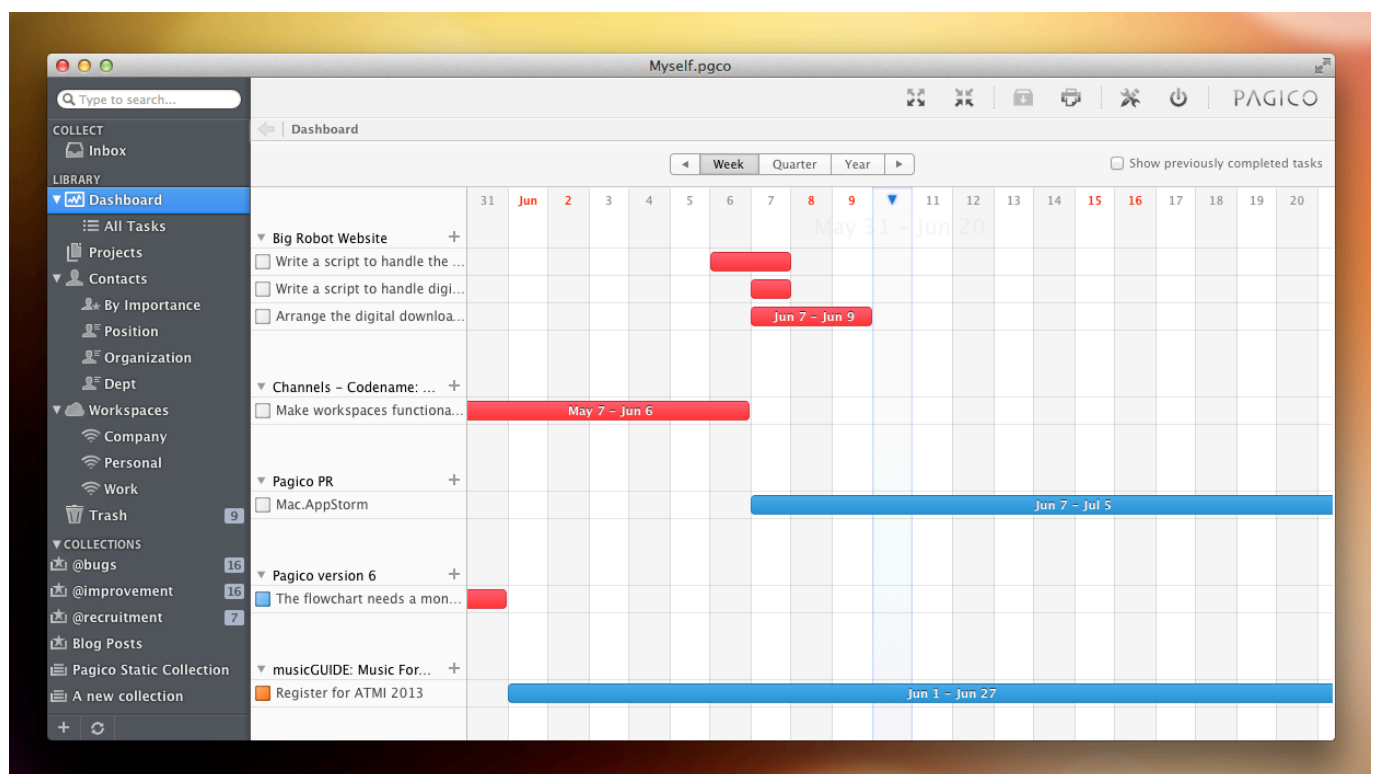 Myself.pgco
Type to search...
PAGICO
COLLECT
Inbox
LIBRARY
Dashboard
All Tasks
Projects
Contacts
By Importance
Position
Organization
Dept
Workspaces
Company
Personal
Work
Trash 9
COLLECTIONS
@bugs 16
@improvement 16
@recruitment 7
Blog Posts
Pagico Static Collection
A new collection
Dashboard
Week Quarter Year
Show previously completed tasks
31 Jun 2 3 4 5 6 7 8 9 11 12 13 14 15 16 17 18 19 20
May 31 – Jun 20
Big Robot Website
Write a script to handle the ...
Write a script to handle digi...
Arrange the digital downloa... Jun 7 – Jun 9
Channels – Codename: ...
Make workspaces functiona... May 7 – Jun 6
Pagico PR
Mac.AppStorm Jun 7 – Jul 5
Pagico version 6
The flowchart needs a mon...
musicGUIDE: Music For...
Register for ATMI 2013 Jun 1 – Jun 27